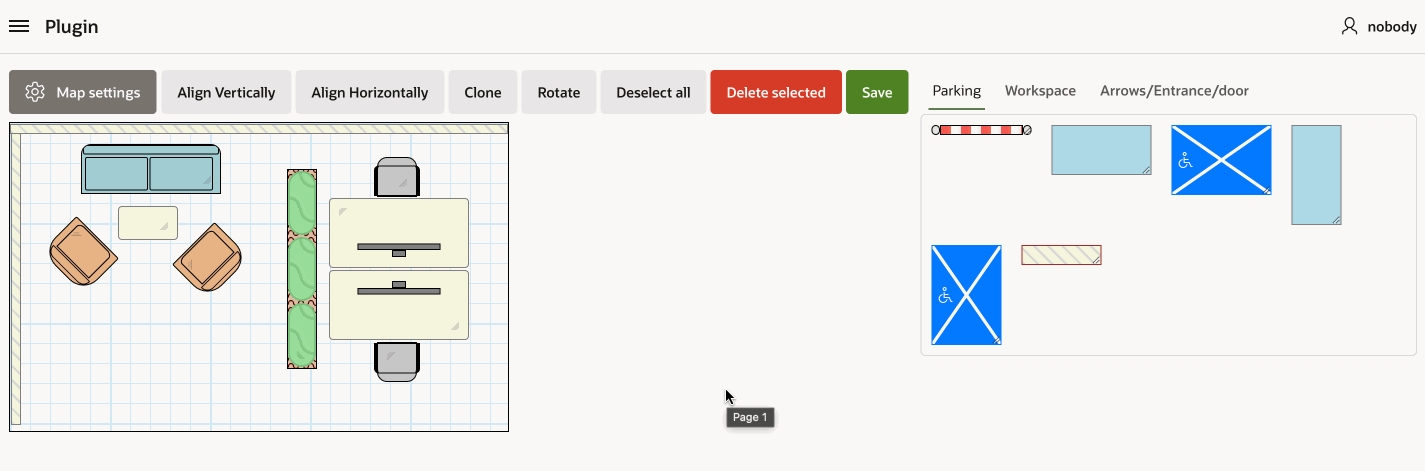 Plugin
nobody
Map settings
Align Vertically
Align Horizontally
Clone
Rotate
Deselect all
Delete selected
Save
Parking
Workspace
Arrows/Entrance/door
Page 1